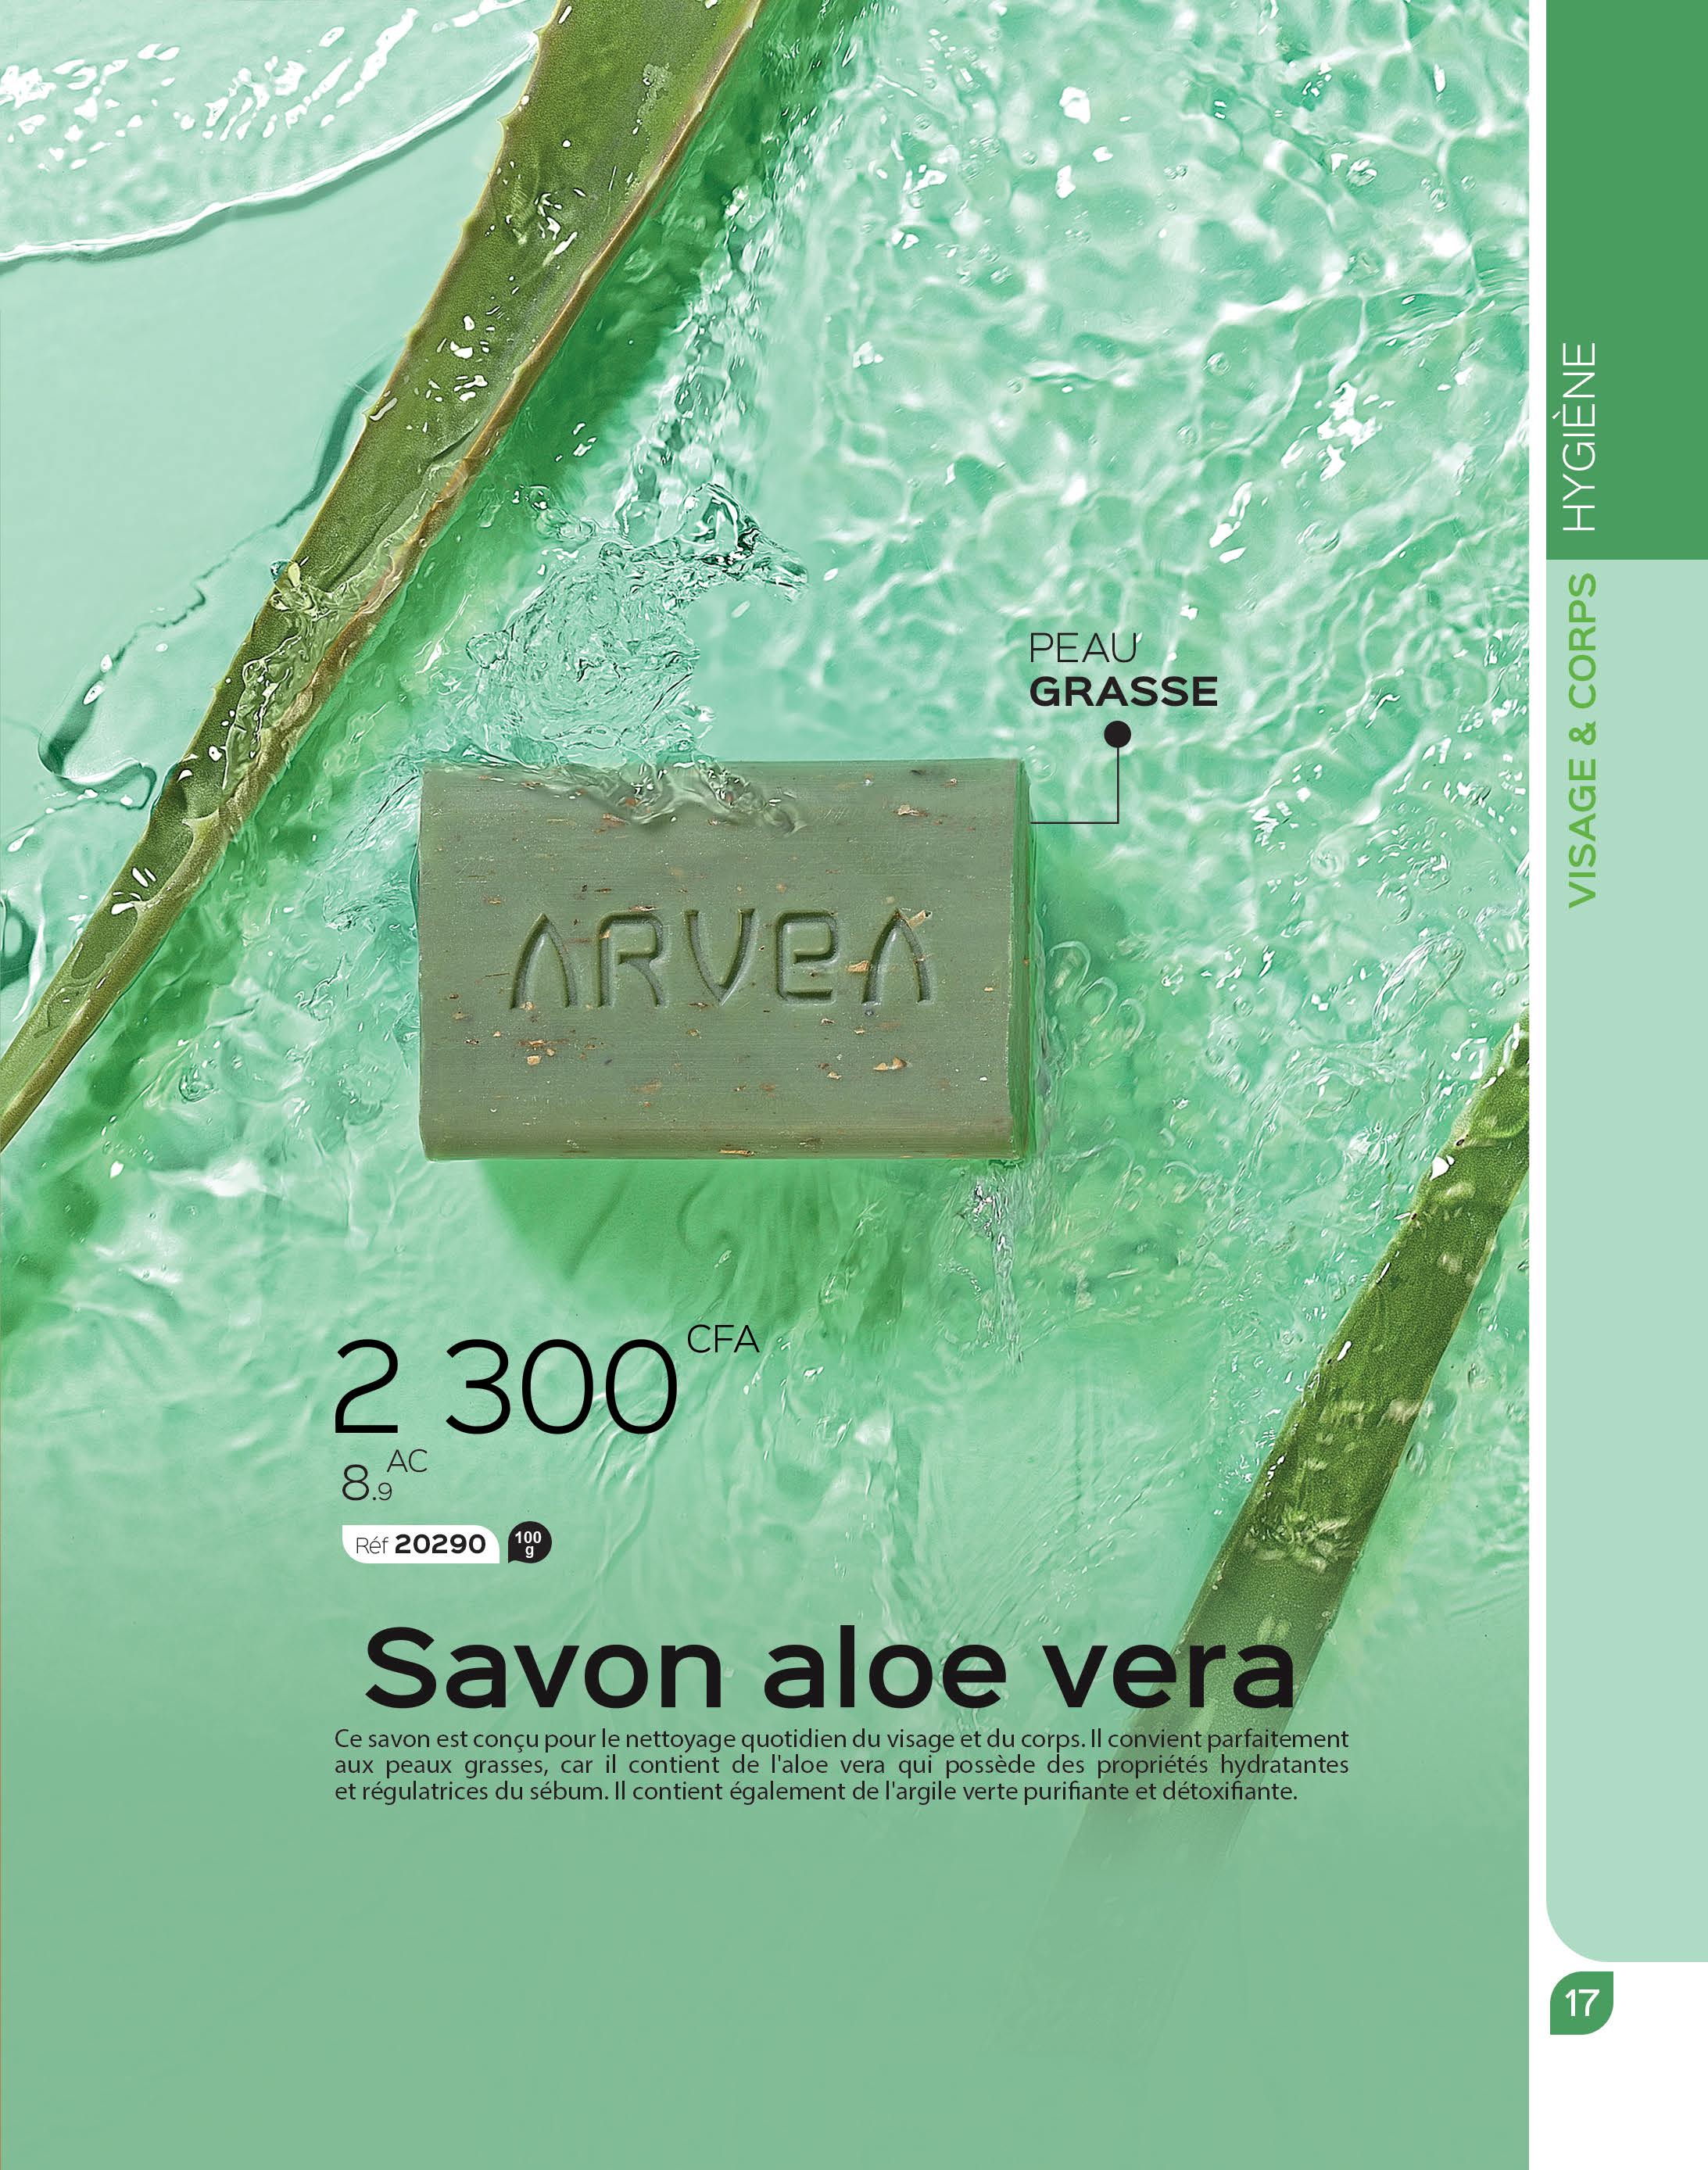 HYGIÈNE
VISAGE & CORPS
PEAU
GRASSE
ARVEA
2 300 CFA
8.9 AC
Réf 20290
100
g
Savon aloe vera
Ce savon est conçu pour le nettoyage quotidien du visage et du corps. Il convient parfaitement
aux peaux grasses, car il contient de l'aloe vera qui possède des propriétés hydratantes
et régulatrices du sébum. Il contient également de l'argile verte purifiante et détoxifiante.
17